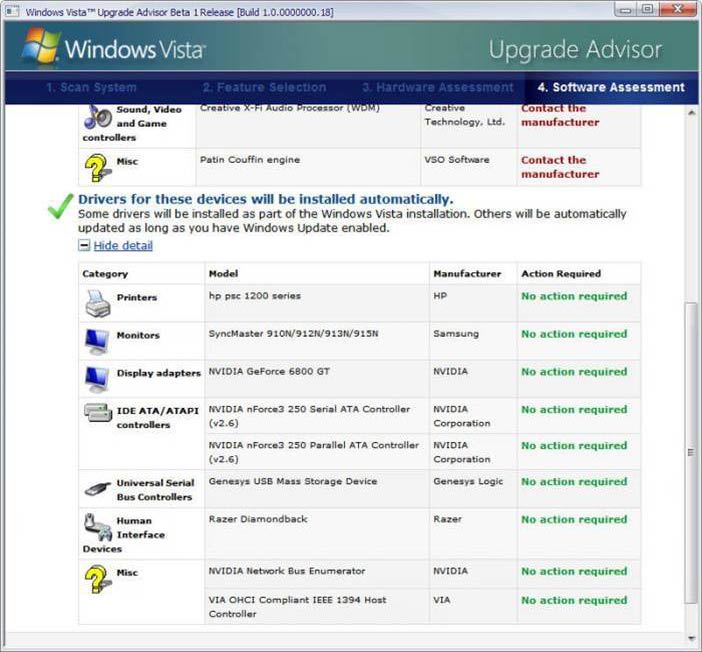 Windows Vista™ Upgrade Advisor Beta 1 Release [Build 1.0.0000000.18]
Windows Vista™ Upgrade Advisor
1. Scan System 2. Feature Selection 3. Hardware Assessment 4. Software Assessment
Sound, Video and Game controllers Creative X-Fi Audio Processor (WDM) Creative Technology, Ltd. Contact the manufacturer
Misc Patin Couffin engine VSO Software Contact the manufacturer
Drivers for these devices will be installed automatically.
Some drivers will be installed as part of the Windows Vista installation. Others will be automatically
updated as long as you have Windows Update enabled.
Hide detail
Category Model Manufacturer Action Required
Printers hp psc 1200 series HP No action required
Monitors SyncMaster 910N/912N/913N/915N Samsung No action required
Display adapters NVIDIA GeForce 6800 GT NVIDIA No action required
IDE ATA/ATAPI controllers NVIDIA nForce3 250 Serial ATA Controller (v2.6) NVIDIA Corporation No action required
NVIDIA nForce3 250 Parallel ATA Controller (v2.6) NVIDIA Corporation No action required
Universal Serial Bus Controllers Genesys USB Mass Storage Device Genesys Logic No action required
Human Interface Devices Razer Diamondback Razer No action required
Misc NVIDIA Network Bus Enumerator NVIDIA No action required
VIA OHCI Compliant IEEE 1394 Host Controller VIA No action required